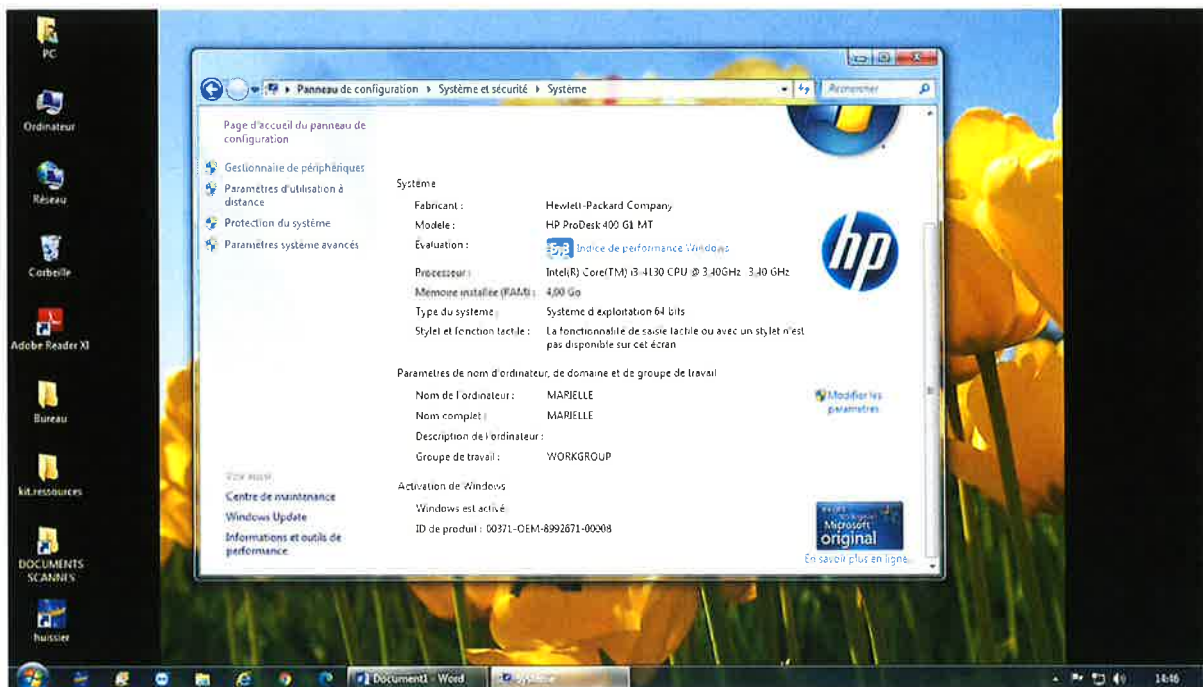 PC
Ordinateur
Réseau
Corbeille
Adobe Reader XI
Bureau
kit.ressources
DOCUMENTS
SCANNES
huissier
Panneau de configuration
Système et sécurité
Système
Rechercher
Page d'accueil du panneau de
configuration
Gestionnaire de périphériques
Paramètres d'utilisation à
distance
Protection du système
Paramètres système avancés
Voir aussi
Centre de maintenance
Windows Update
Informations et outils de
performance
Système
Fabricant : Hewlett-Packard Company
Modèle : HP ProDesk 400 G1 MT
Évaluation : 5,3 Indice de performance Windows
Processeur : Intel(R) Core(TM) i3-4130 CPU @ 3.40GHz 3.40 GHz
Mémoire installée (RAM) : 4,00 Go
Type du système : Système d'exploitation 64 bits
Stylet et fonction tactile : La fonctionnalité de saisie tactile ou avec un stylet n'est
pas disponible sur cet écran
hp
Paramètres de nom d'ordinateur, de domaine et de groupe de travail
Nom de l'ordinateur : MARIELLE
Modifier les
paramètres
Nom complet : MARIELLE
Description de l'ordinateur :
Groupe de travail : WORKGROUP
Activation de Windows
Windows est activé
ID de produit : 00371-OEM-8992671-00008
Microsoft
original
En savoir plus en ligne...
Document1 - Word
Système
14:46